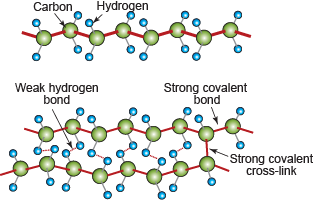 Carbon Hydrogen
Weak hydrogen
bond
Strong covalent
bond
Strong covalent
cross-link